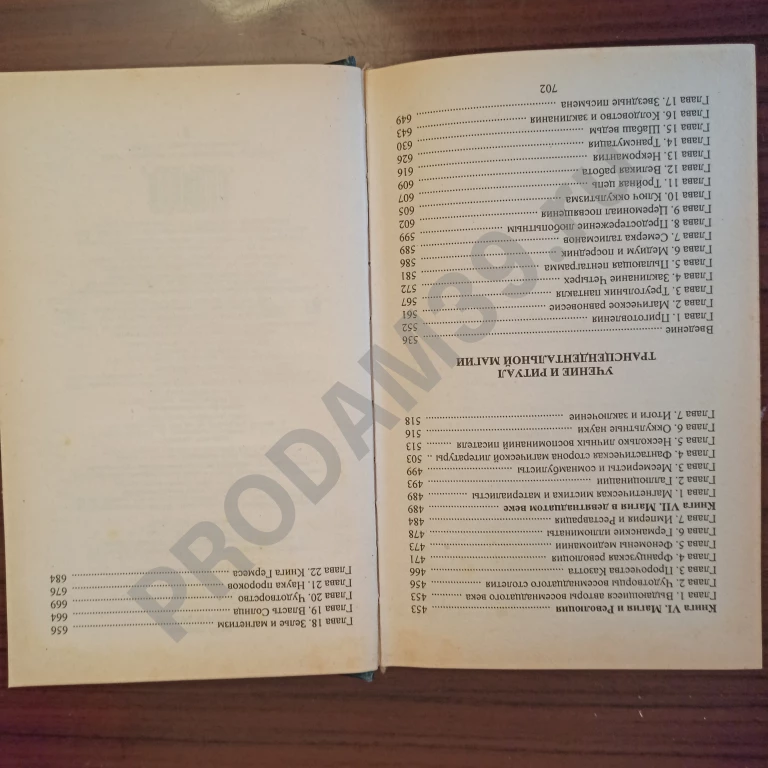 Книга VI. Магия и Революция ........ 453
Глава 1. Выдающиеся авторы восемнадцатого века ........ 453
Глава 2. Чудотворцы восемнадцатого столетия ........ 456
Глава 3. Пророчества Казота ........ 466
Глава 4. Французская революция ........ 471
Глава 5. Феномены медиомании ........ 473
Глава 6. Германские иллюминаты ........ 478
Глава 7. Империя и Реставрация ........ 484
Книга VII. Магия в девятнадцатом веке ........ 489
Глава 1. Магнетическая мистика и материалисты ........ 489
Глава 2. Галлюцинации ........ 493
Глава 3. Месмеристы и сомнамбулисты ........ 499
Глава 4. Фантастическая сторона магической литературы .. 503
Глава 5. Несколько личных воспоминаний писателя ........ 513
Глава 6. Оккультные науки ........ 516
Глава 7. Итоги и заключение ........ 518
УЧЕНИЕ И РИТУАЛ
ТРАНСЦЕНДЕНТАЛЬНОЙ МАГИИ
Введение ........ 536
Глава 1. Приготовления ........ 552
Глава 2. Магическое равновесие ........ 561
Глава 3. Треугольник пантакля ........ 567
Глава 4. Заклинание Четырех ........ 572
Глава 5. Пылающая пентаграмма ........ 581
Глава 6. Медиум и посредник ........ 586
Глава 7. Семерка талисманов ........ 589
Глава 8. Предостережение любопытным ........ 599
Глава 9. Церемониал посвящения ........ 602
Глава 10. Ключ оккультизма ........ 605
Глава 11. Тройная цепь ........ 607
Глава 12. Великая работа ........ 609
Глава 13. Некромантия ........ 616
Глава 14. Трансмутация ........ 626
Глава 15. Шабаш ведьм ........ 630
Глава 16. Колдовство и заклинания ........ 643
Глава 17. Звездные письмена ........ 649
702
Глава 18. Зелье и магнетизм ........ 656
Глава 19. Власть Солнца ........ 664
Глава 20. Чудотворство ........ 669
Глава 21. Наука пророков ........ 676
Глава 22. Книга Гермеса ........ 684
PRODAM39.ru